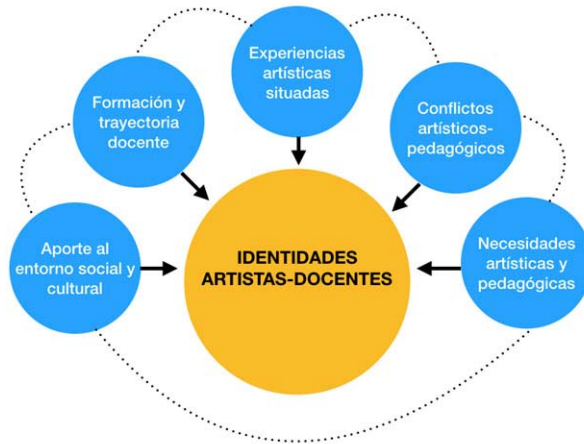 Experiencias
artísticas
situadas
Formación y
trayectoria
docente
Conflictos
artísticos-
pedagógicos
Aporte al
entorno social y
cultural
IDENTIDADES
ARTISTAS-DOCENTES
Necesidades
artísticas y
pedagógicas